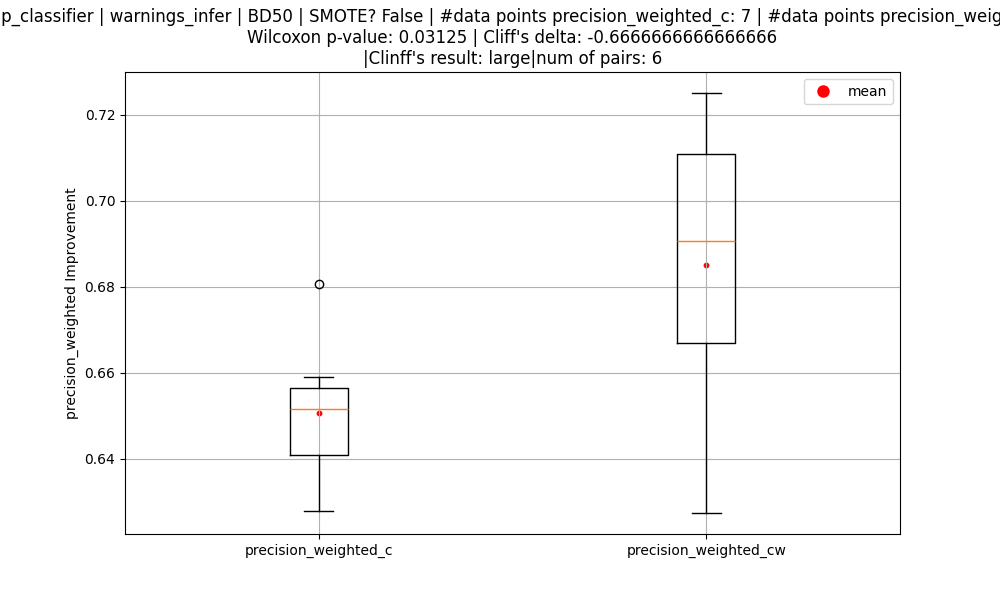 p_classifier | warnings_infer | BD50 | SMOTE? False | #data points precision_weighted_c: 7 | #data points precision_weig
Wilcoxon p-value: 0.03125 | Cliff's delta: -0.6666666666666666
|Clinff's result: large|num of pairs: 6
mean
0.72
0.70
0.68
0.66
0.64
precision_weighted Improvement
precision_weighted_c
precision_weighted_cw